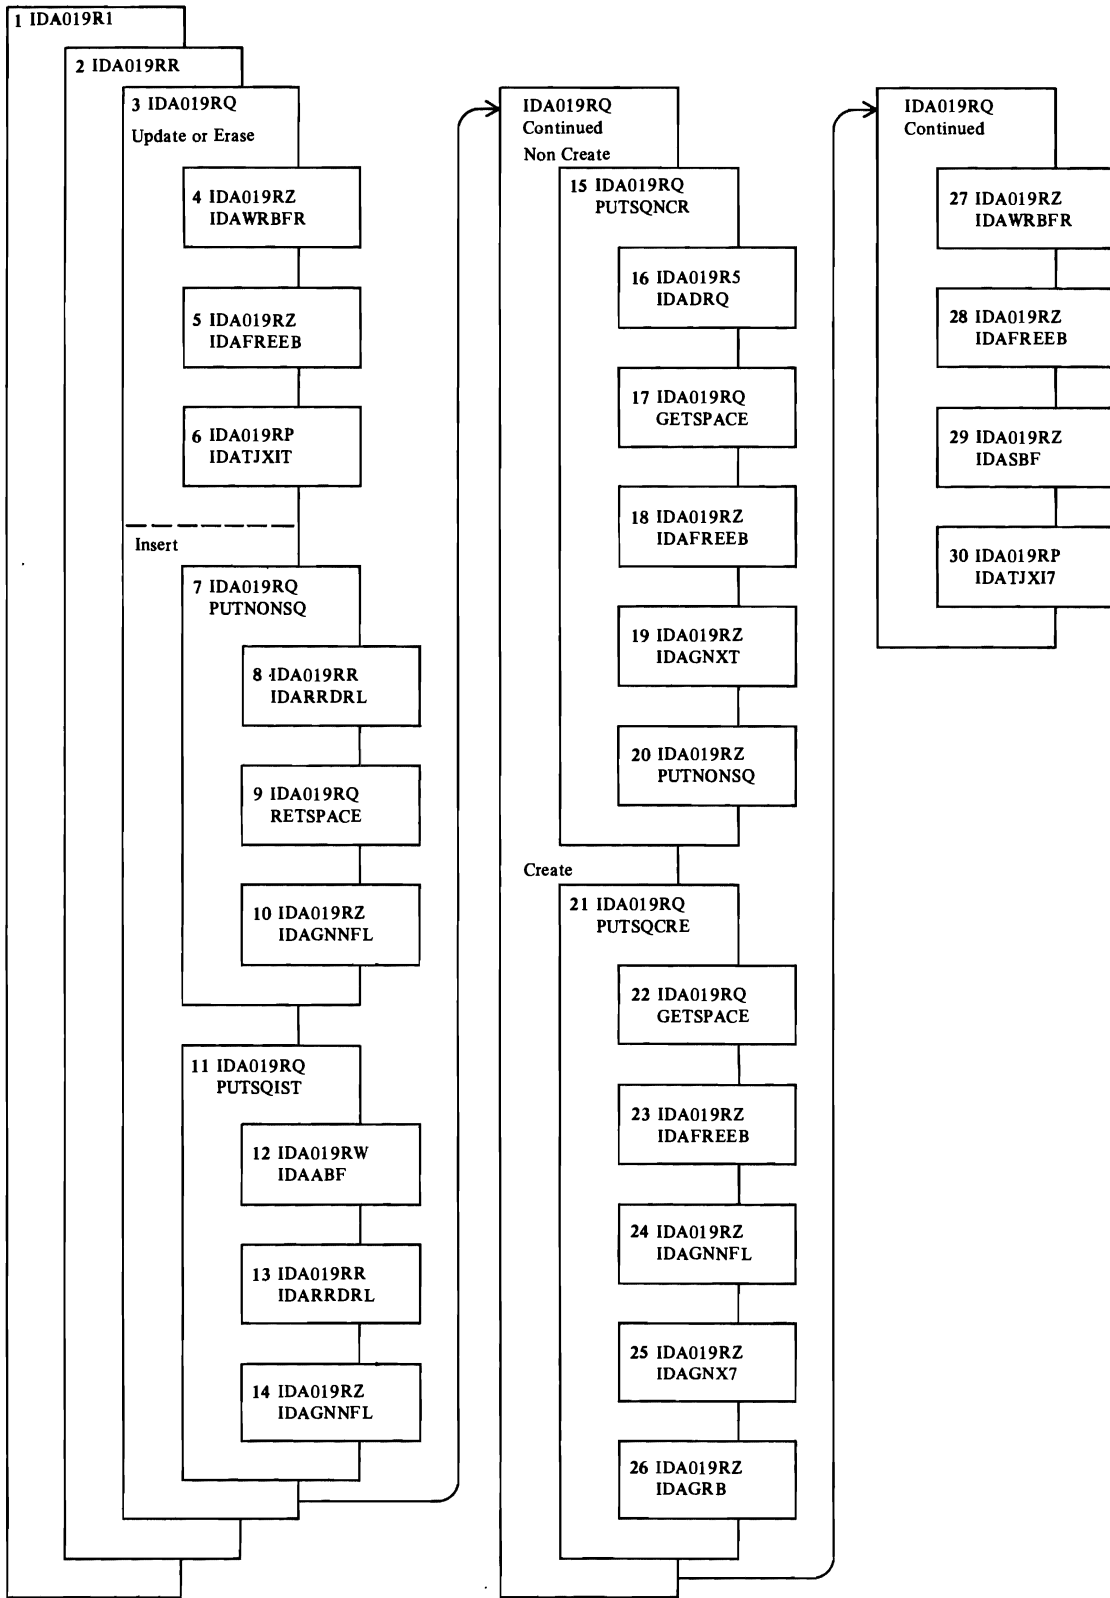 1 IDA019R1
2 IDA019RR
3 IDA019RQ
Update or Erase
4 IDA019RZ
IDAWRBFR
5 IDA019RZ
IDAFREEB
6 IDA019RP
IDATJXIT
Insert
7 IDA019RQ
PUTNONSQ
8 IDA019RR
IDARRDRL
9 IDA019RQ
RETSPACE
10 IDA019RZ
IDAGNNFL
11 IDA019RQ
PUTSQIST
12 IDA019RW
IDAABF
13 IDA019RR
IDARRDRL
14 IDA019RZ
IDAGNNFL
IDA019RQ
Continued
Non Create
15 IDA019RQ
PUTSQNCR
16 IDA019R5
IDADRQ
17 IDA019RQ
GETSPACE
18 IDA019RZ
IDAFREEB
19 IDA019RZ
IDAGNXT
20 IDA019RZ
PUTNONSQ
Create
21 IDA019RQ
PUTSQCRE
22 IDA019RQ
GETSPACE
23 IDA019RZ
IDAFREEB
24 IDA019RZ
IDAGNNFL
25 IDA019RZ
IDAGNX7
26 IDA019RZ
IDAGRB
IDA019RQ
Continued
27 IDA019RZ
IDAWRBFR
28 IDA019RZ
IDAFREEB
29 IDA019RZ
IDASBF
30 IDA019RP
IDATJXI7